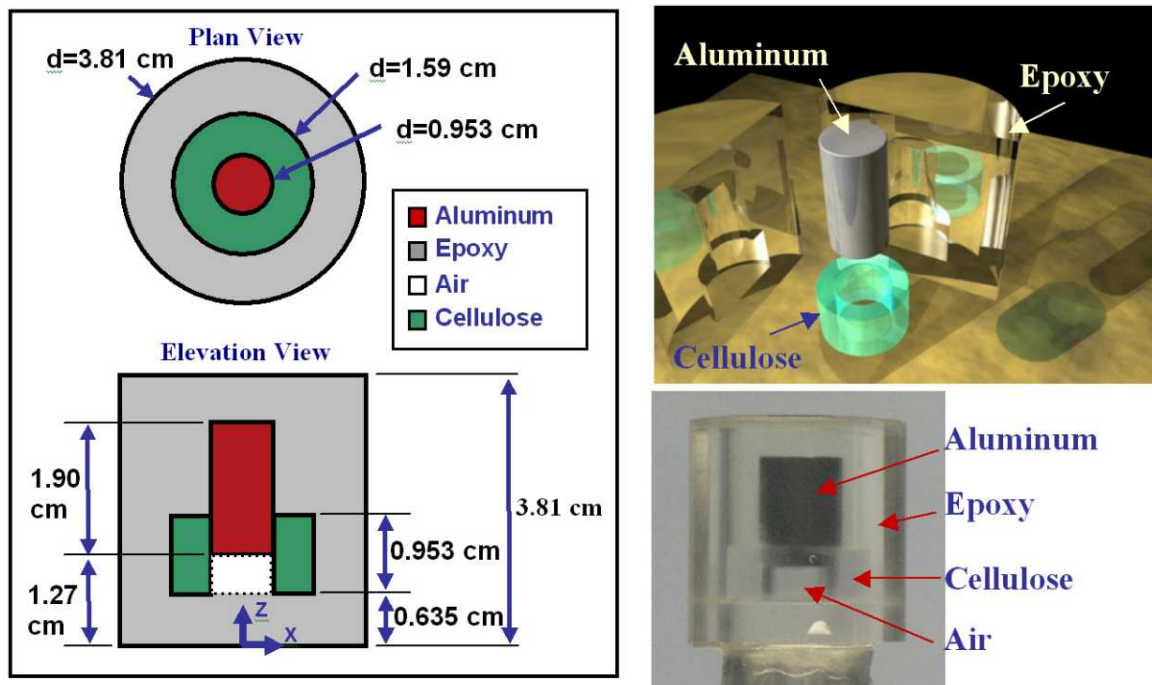 Plan View
d=3.81 cm
d=1.59 cm
d=0.953 cm
Aluminum
Epoxy
Air
Cellulose
Elevation View
1.90
cm
1.27
cm
3.81 cm
0.953 cm
0.635 cm
Z
X
Aluminum
Epoxy
Cellulose
Aluminum
Epoxy
Cellulose
Air